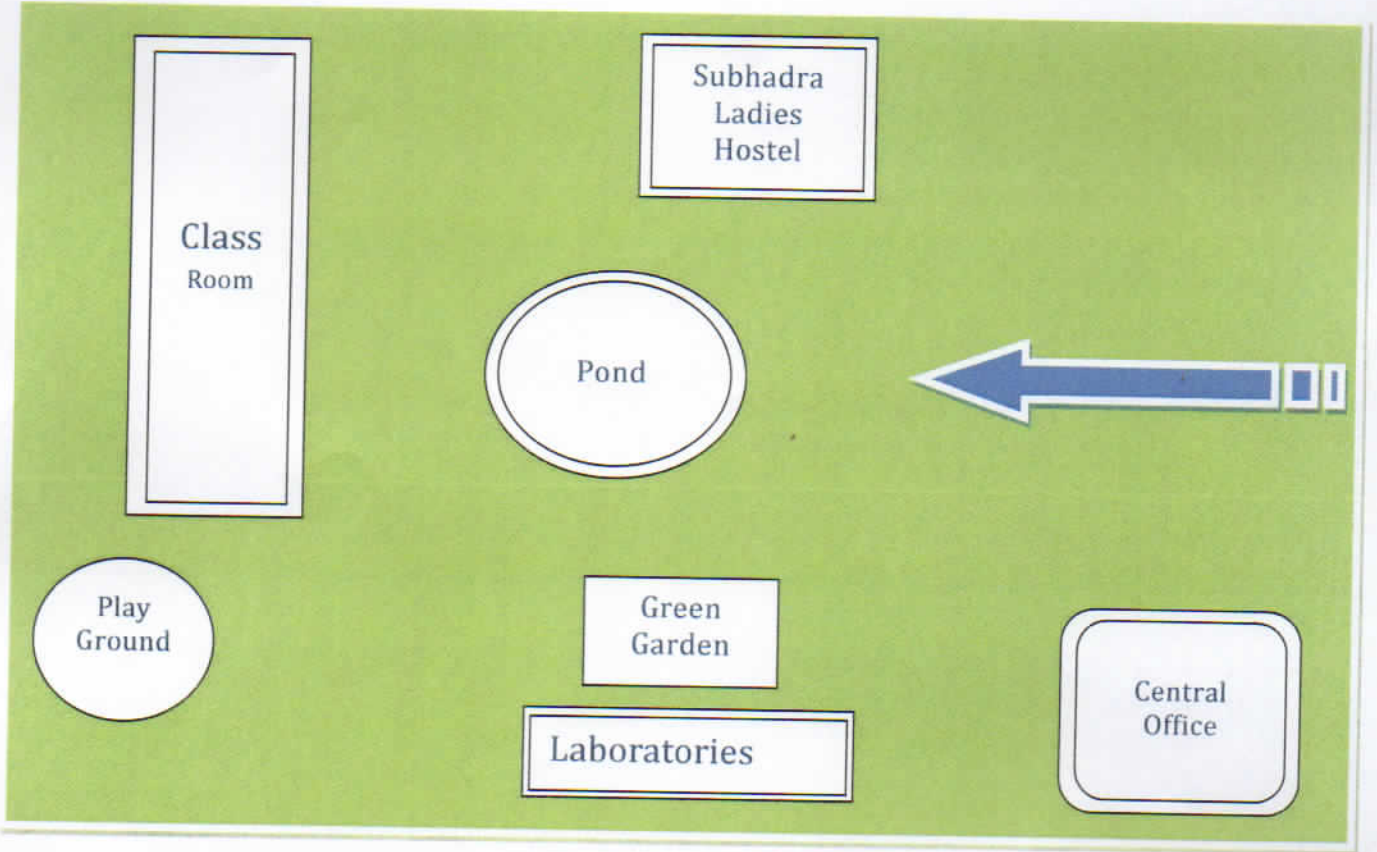 Subhadra
Ladies
Hostel
Class
Room
Pond
Play
Ground
Green
Garden
Central
Office
Laboratories